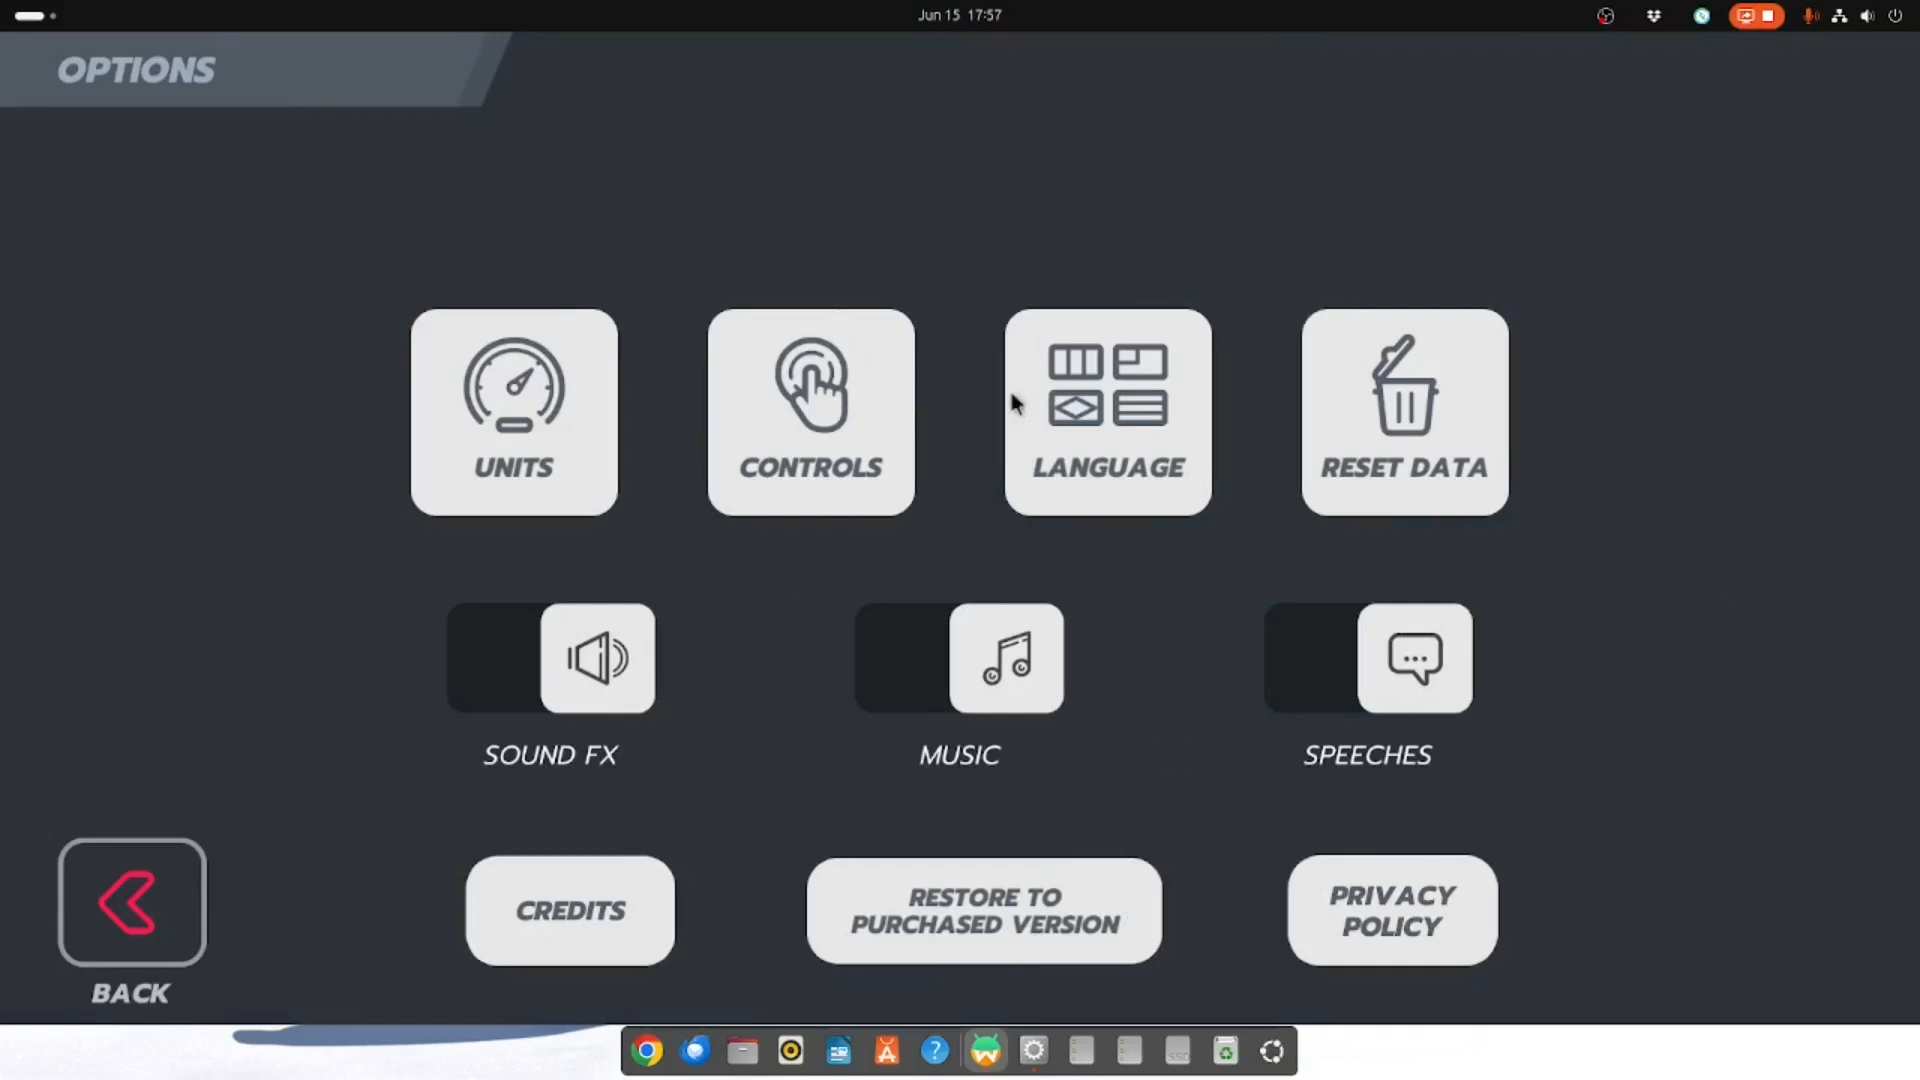 Jun 15 17:57
OPTIONS
UNITS
CONTROLS
LANGUAGE
RESET DATA
SOUND FX
MUSIC
SPEECHES
CREDITS
RESTORE TO
PURCHASED VERSION
PRIVACY
POLICY
BACK
?
SSD